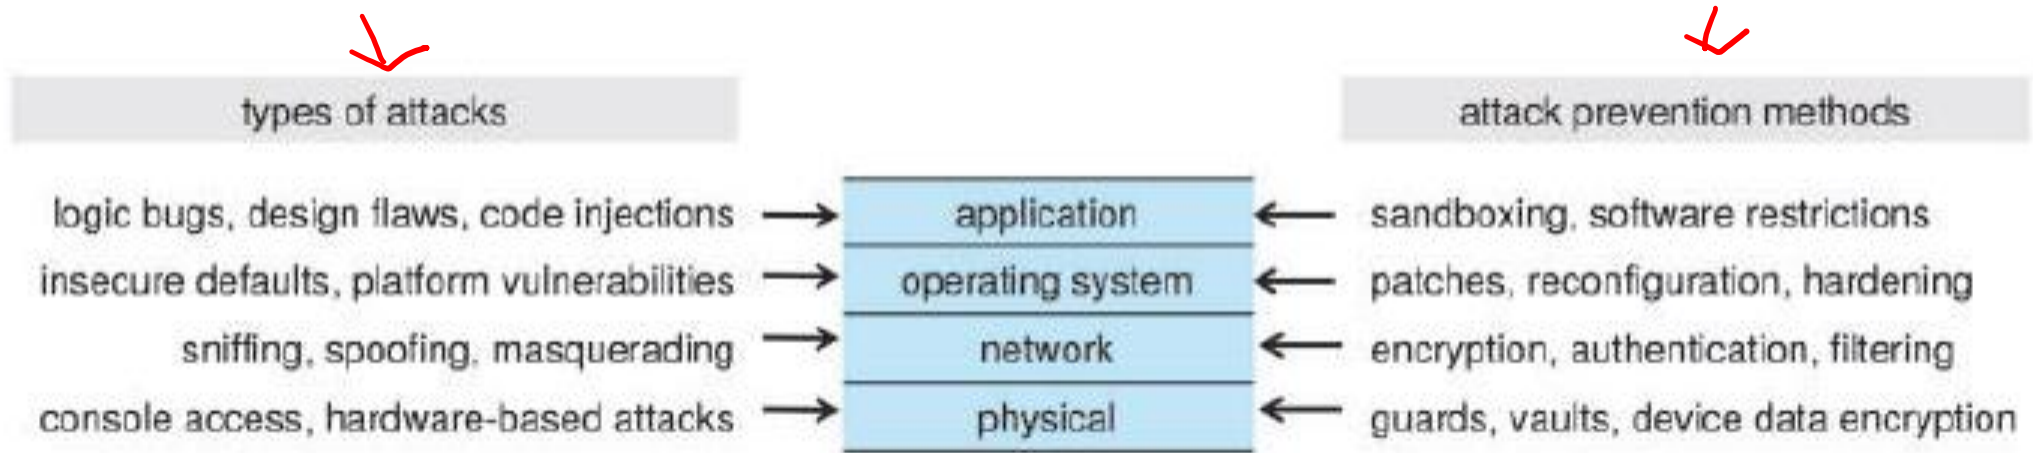 types of attacks attack prevention methods
logic bugs, design flaws, code injections application sandboxing, software restrictions
insecure defaults, platform vulnerabilities operating system patches, reconfiguration, hardening
sniffing, spoofing, masquerading network encryption, authentication, filtering
console access, hardware-based attacks physical guards, vaults, device data encryption